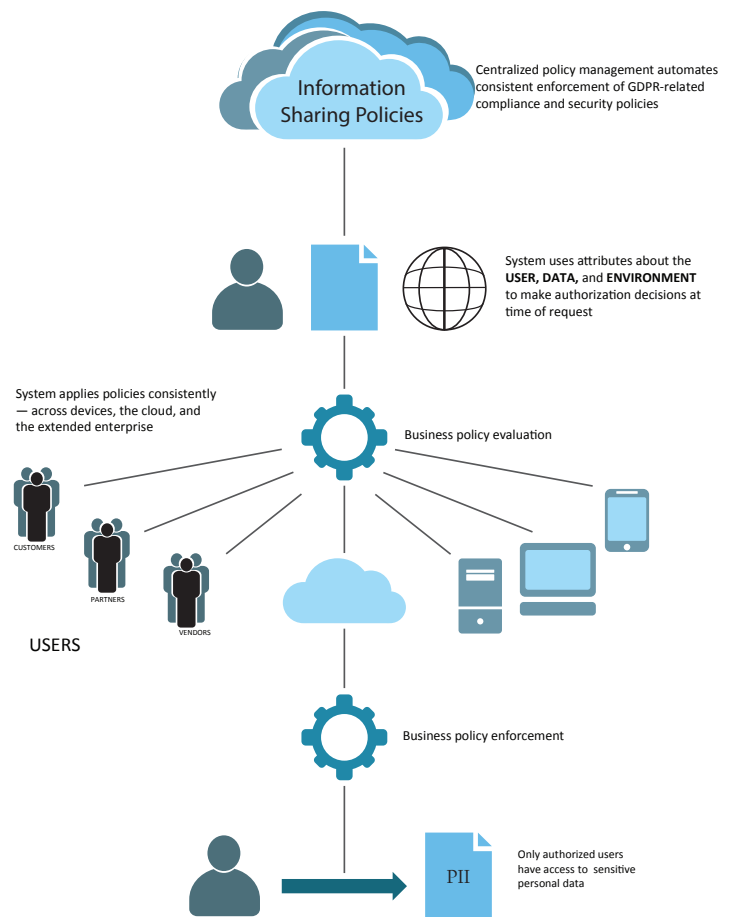 Information
Sharing Policies
Centralized policy management automates
consistent enforcement of GDPR-related
compliance and security policies
System uses attributes about the
USER, DATA, and ENVIRONMENT
to make authorization decisions at
time of request
System applies policies consistently
— across devices, the cloud, and
the extended enterprise
Business policy evaluation
CUSTOMERS
PARTNERS
VENDORS
USERS
Business policy enforcement
PII
Only authorized users
have access to sensitive
personal data